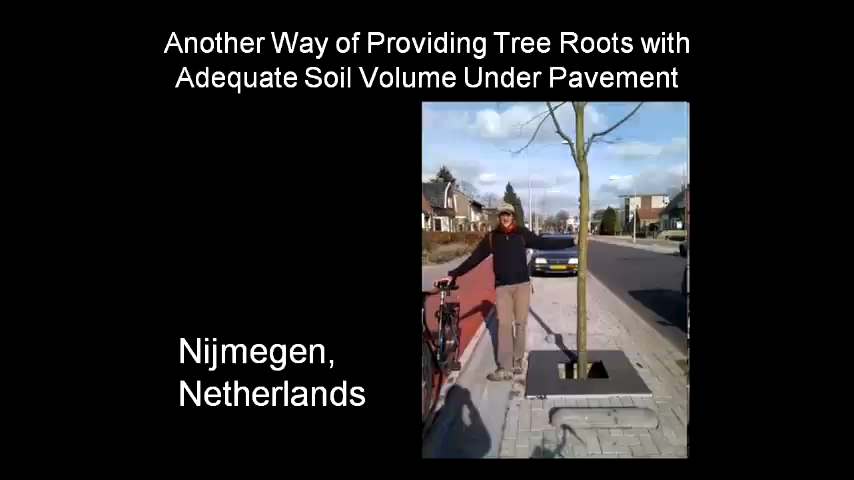 Another Way of Providing Tree Roots with
Adequate Soil Volume Under Pavement
Nijmegen,
Netherlands